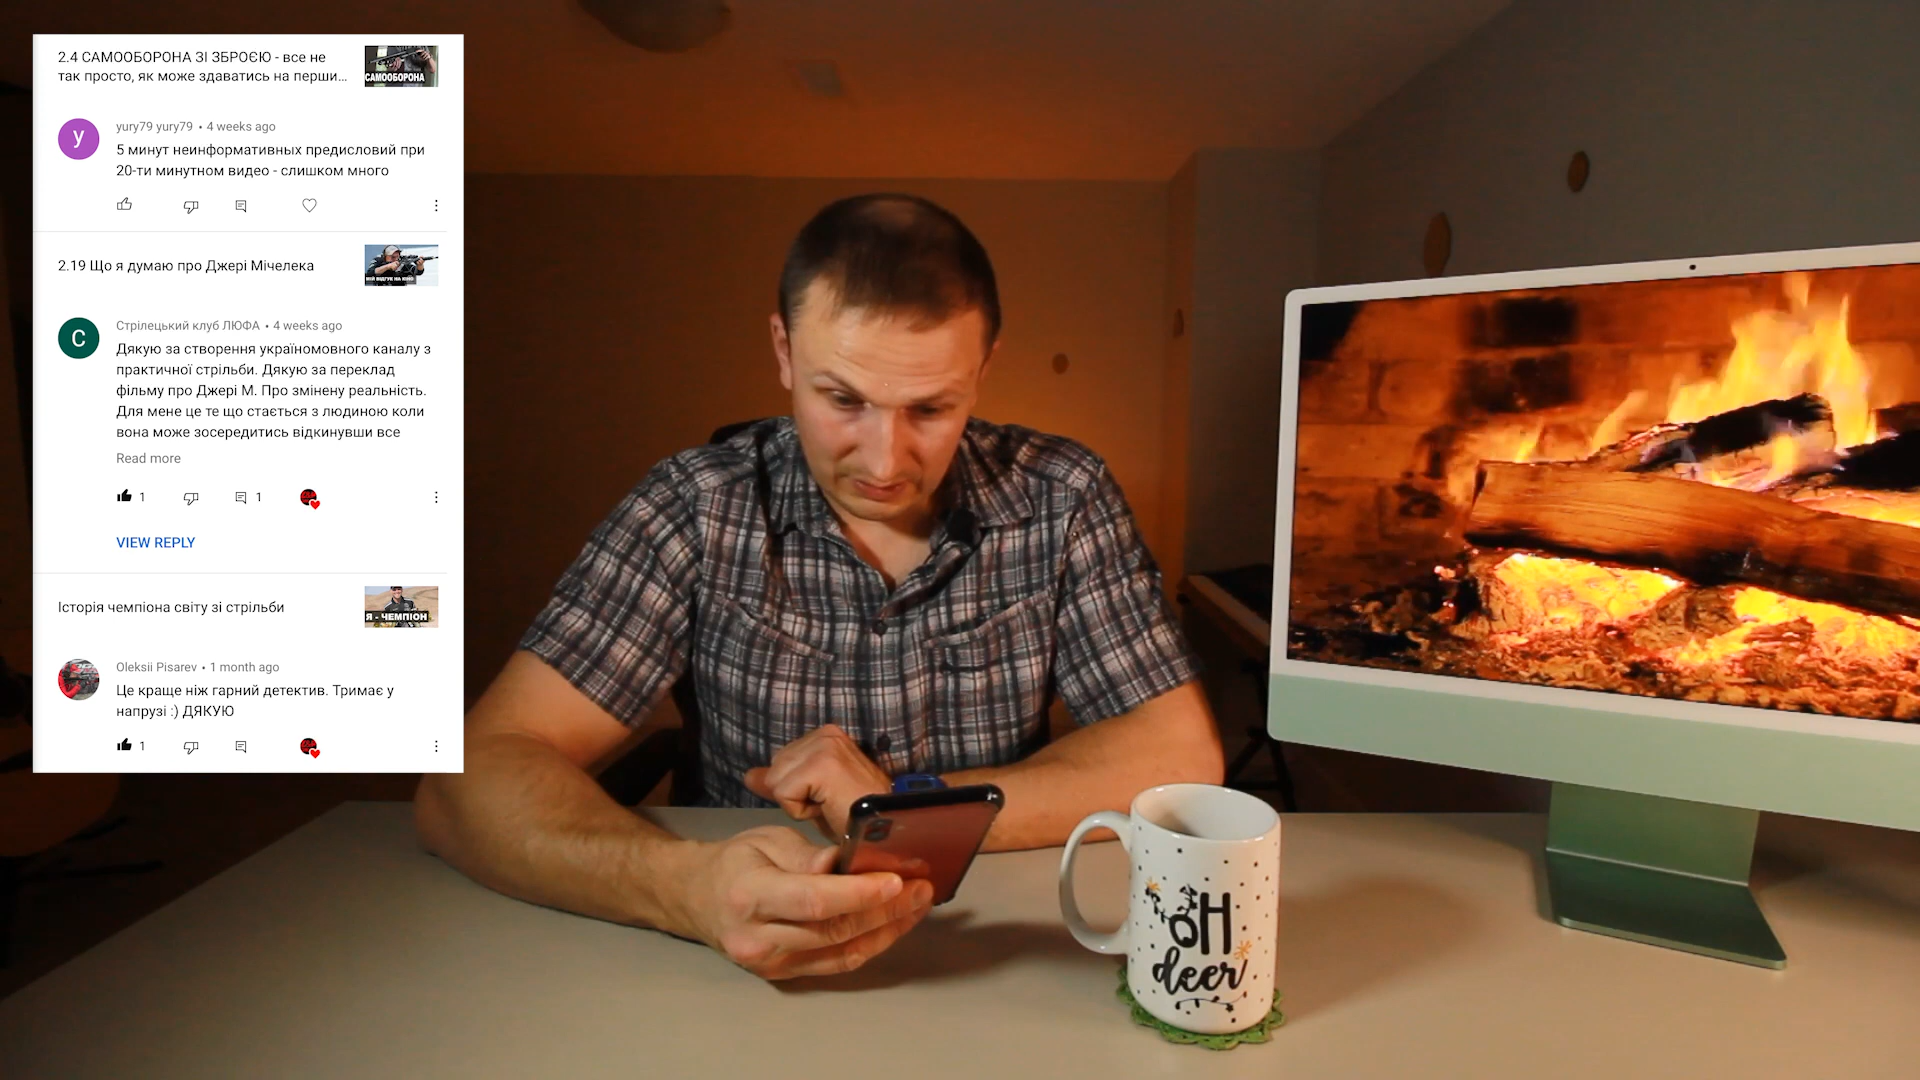 2.4 САМООБОРОНА ЗІ ЗБРОЄЮ - все не
так просто, як може здаватись на перши...
САМООБОРОНА
yury79 yury79 • 4 weeks ago
У
5 минут неинформативных предисловий при
20-ти минутном видео - слишком много
2.19 Що я думаю про Джері Мічелека
Стрілецький клуб ЛЮФА • 4 weeks ago
С
Дякую за створення україномовного каналу з
практичної стрільби. Дякую за переклад
фільму про Джері М. Про змінену реальність.
Для мене це те що стається з людиною коли
вона може зосередитись відкинувши все
Read more
1
1
VIEW REPLY
Історія чемпіона світу зі стрільби
Я - ЧЕМПІОН
Oleksii Pisarev • 1 month ago
Це краще ніж гарний детектив. Тримає у
напрузі :) ДЯКУЮ
1
OH
deer